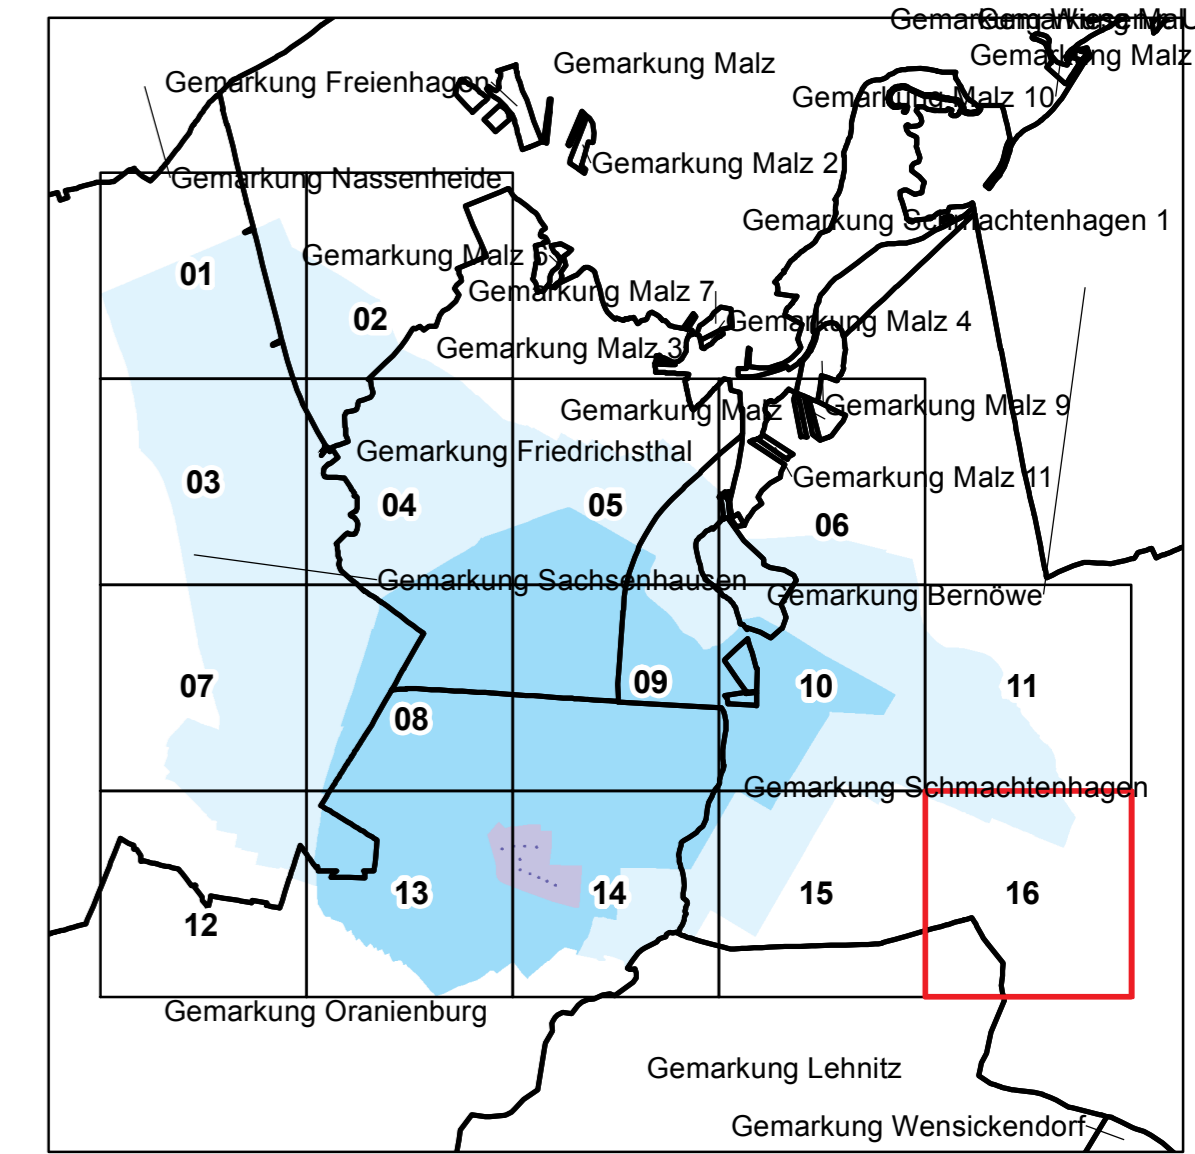 Gemarkung Malz
Gemarkung Malz
Gemarkung Freienhagen
Gemarkung Malz 10
Gemarkung Malz 2
Gemarkung Nassenheide
Gemarkung Schmachtenhagen 1
Gemarkung Malz 5
01
Gemarkung Malz 7
02
Gemarkung Malz 4
Gemarkung Malz 3
Gemarkung Malz
Gemarkung Malz 9
Gemarkung Friedrichsthal
03
Gemarkung Malz 11
04
05
06
Gemarkung Sachsenhausen
Gemarkung Bernöwe
07
09
10
11
08
Gemarkung Schmachtenhagen
13
14
15
16
12
Gemarkung Oranienburg
Gemarkung Lehnitz
Gemarkung Wensickendorf